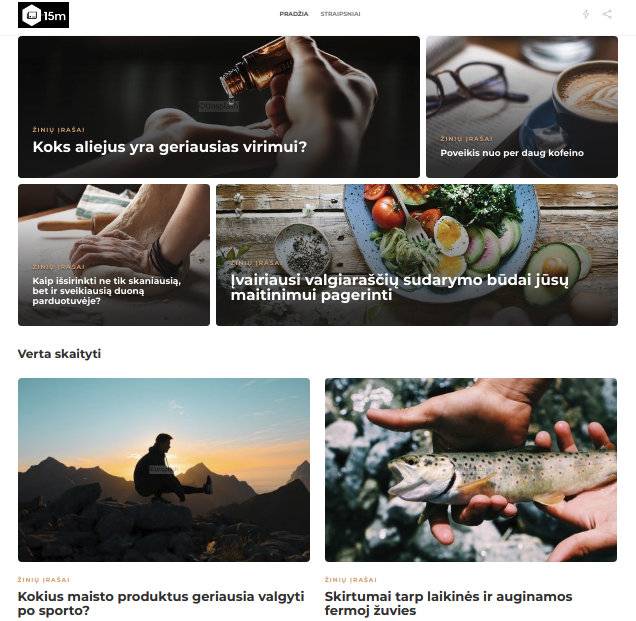 15m
PRADŽIA
STRAIPSNIAI
ŽINIŲ ĮRAŠAI
Koks aliejus yra geriausias virimui?
ŽINIŲ ĮRAŠAI
Poveikis nuo per daug kofeino
ŽINIŲ ĮRAŠAI
Kaip išsirinkti ne tik skaniausią,
bet ir sveikiausią duoną
parduotuvėje?
ŽINIŲ ĮRAŠAI
Įvairiausi valgiaraščių sudarymo būdai jūsų
maitinimui pagerinti
Verta skaityti
ŽINIŲ ĮRAŠAI
Kokius maisto produktus geriausia valgyti
po sporto?
ŽINIŲ ĮRAŠAI
Skirtumai tarp laikinės ir auginamos
fermoj žuvies